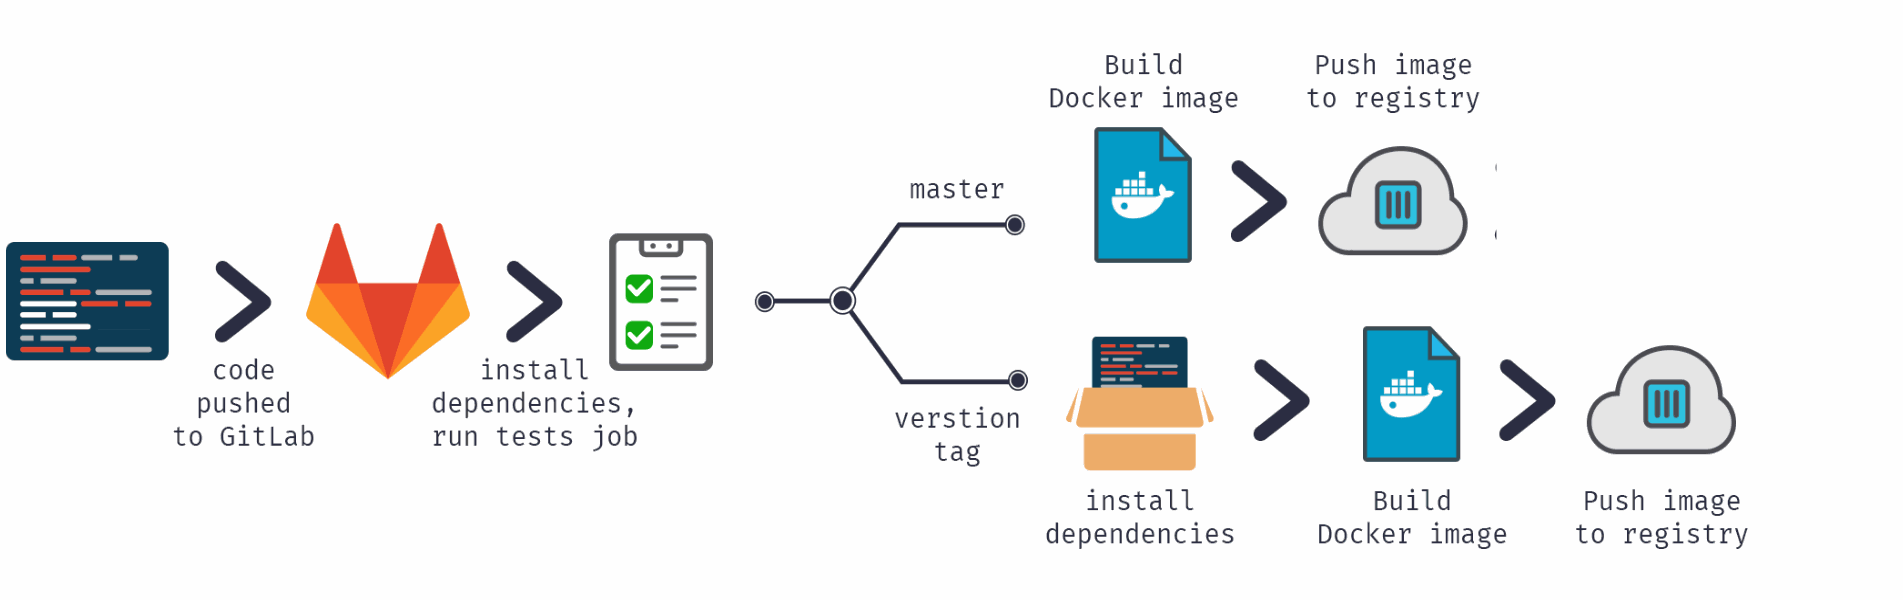 code
pushed
to GitLab
install
dependencies,
run tests job
master
verstion
tag
Build
Docker image
Push image
to registry
install
dependencies
Build
Docker image
Push image
to registry